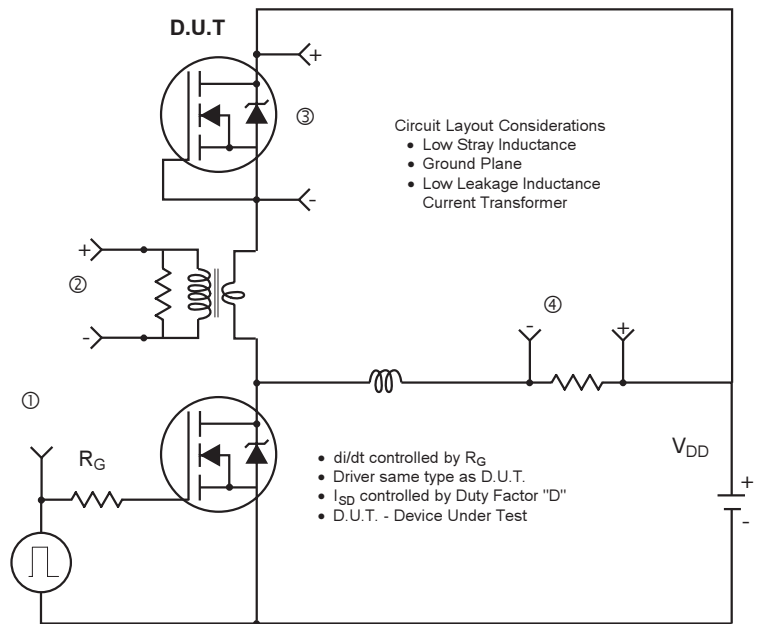 D.U.T
+
③
Circuit Layout Considerations
• Low Stray Inductance
• Ground Plane
• Low Leakage Inductance
Current Transformer
-
+
②
-
④
-
+
①
R_G
• di/dt controlled by R_G
• Driver same type as D.U.T.
• I_SD controlled by Duty Factor "D"
• D.U.T. - Device Under Test
V_DD
+
-